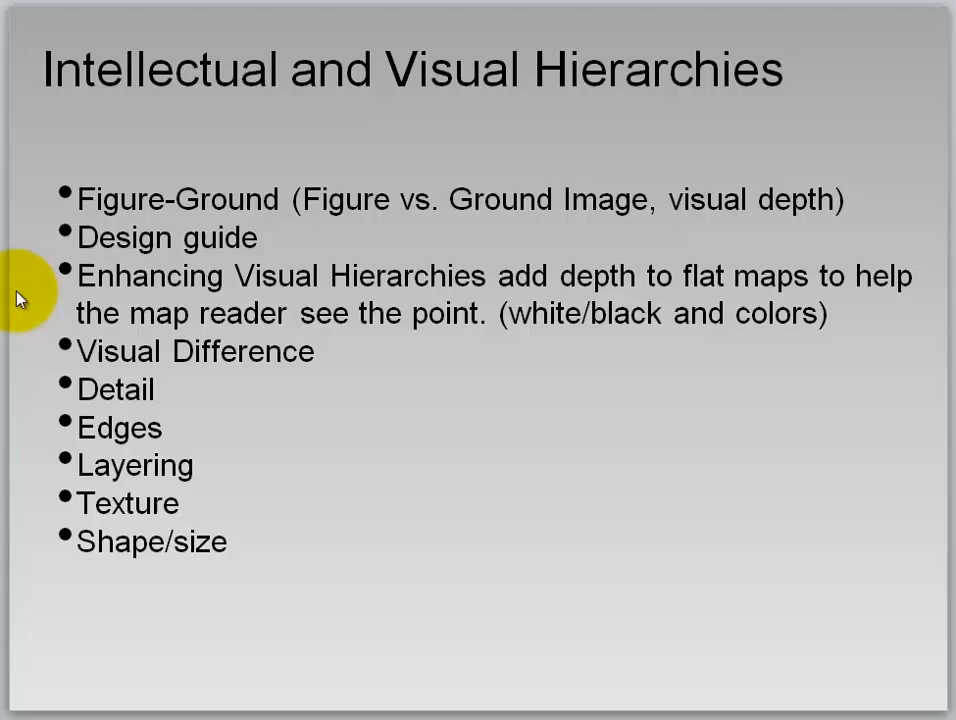 Intellectual and Visual Hierarchies
•Figure-Ground (Figure vs. Ground Image, visual depth)
•Design guide
•Enhancing Visual Hierarchies add depth to flat maps to help
the map reader see the point. (white/black and colors)
•Visual Difference
•Detail
•Edges
•Layering
•Texture
•Shape/size